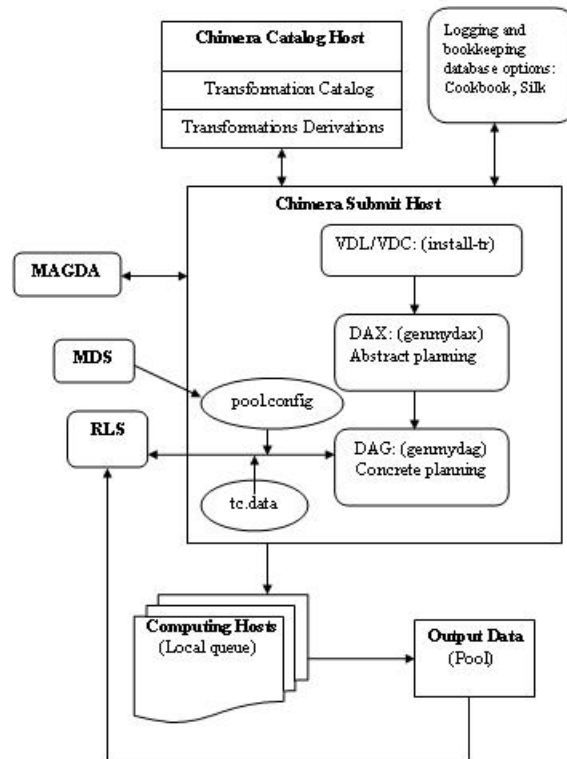 Chimera Catalog Host
Transformation Catalog
Transformations Derivations
Logging and
bookkeeping
database options:
Cookbook, Silk
Chimera Submit Host
VDL/VDC: (install-tr)
MAGDA
DAX: (genmydax)
Abstract planning
MDS
pool.config
RLS
DAG: (genmydag)
Concrete planning
tc.data
Computing Hosts
(Local queue)
Output Data
(Pool)